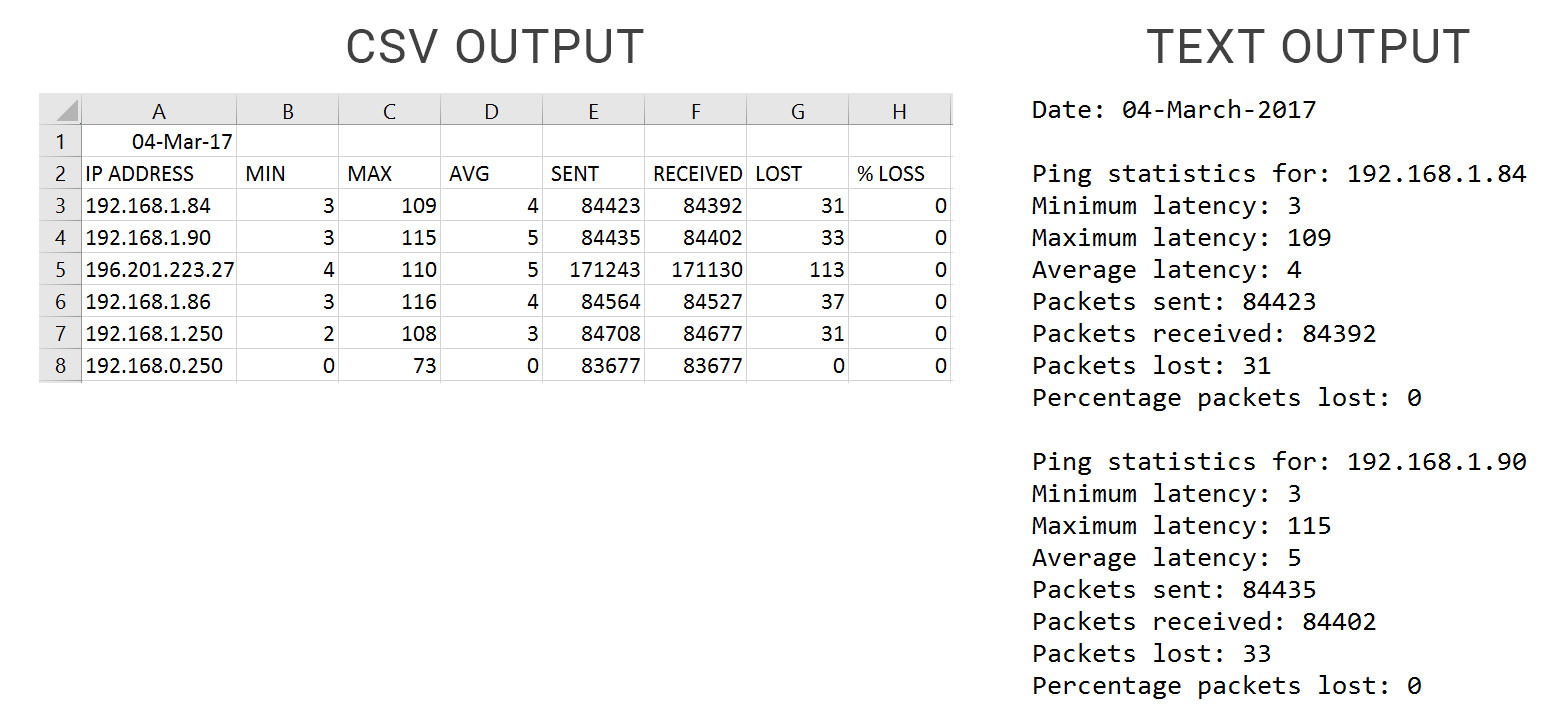 CSV OUTPUT
A B C D E F G H
1 04-Mar-17
2 IP ADDRESS MIN MAX AVG SENT RECEIVED LOST % LOSS
3 192.168.1.84 3 109 4 84423 84392 31 0
4 192.168.1.90 3 115 5 84435 84402 33 0
5 196.201.223.27 4 110 5 171243 171130 113 0
6 192.168.1.86 3 116 4 84564 84527 37 0
7 192.168.1.250 2 108 3 84708 84677 31 0
8 192.168.0.250 0 73 0 83677 83677 0 0
TEXT OUTPUT
Date: 04-March-2017
Ping statistics for: 192.168.1.84
Minimum latency: 3
Maximum latency: 109
Average latency: 4
Packets sent: 84423
Packets received: 84392
Packets lost: 31
Percentage packets lost: 0
Ping statistics for: 192.168.1.90
Minimum latency: 3
Maximum latency: 115
Average latency: 5
Packets sent: 84435
Packets received: 84402
Packets lost: 33
Percentage packets lost: 0